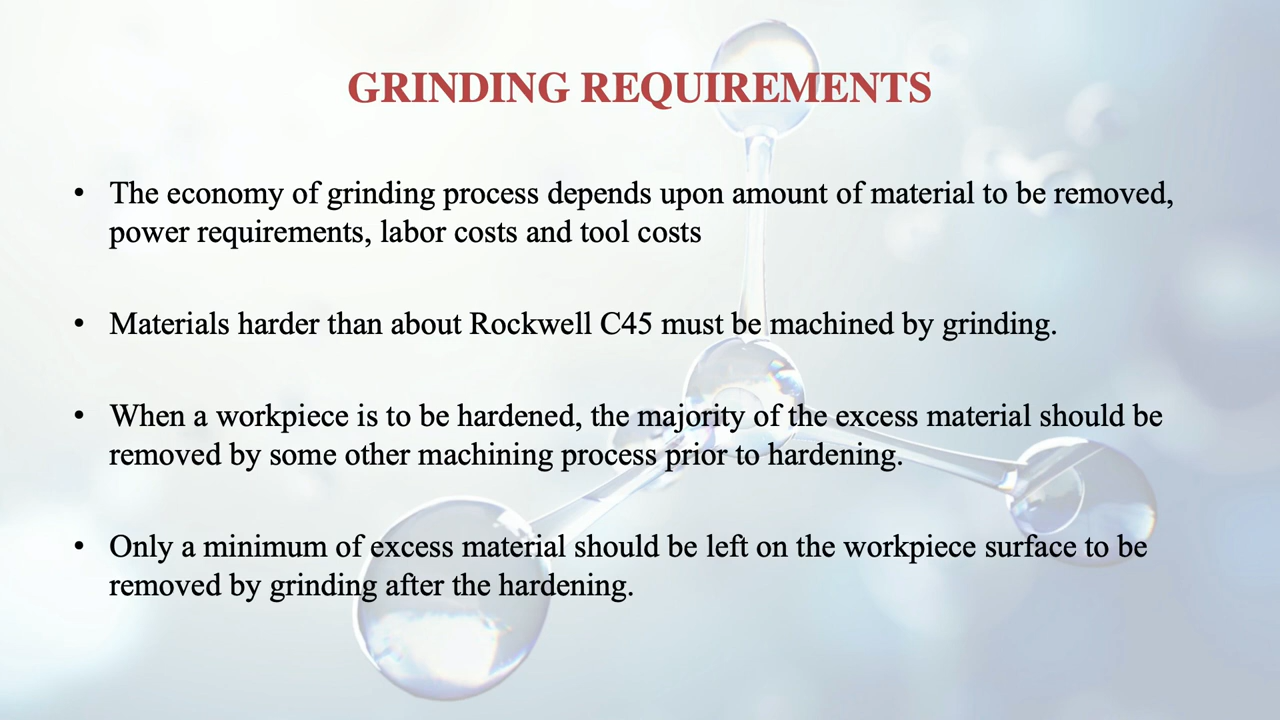 GRINDING REQUIREMENTS
• The economy of grinding process depends upon amount of material to be removed,
power requirements, labor costs and tool costs
• Materials harder than about Rockwell C45 must be machined by grinding.
• When a workpiece is to be hardened, the majority of the excess material should be
removed by some other machining process prior to hardening.
• Only a minimum of excess material should be left on the workpiece surface to be
removed by grinding after the hardening.